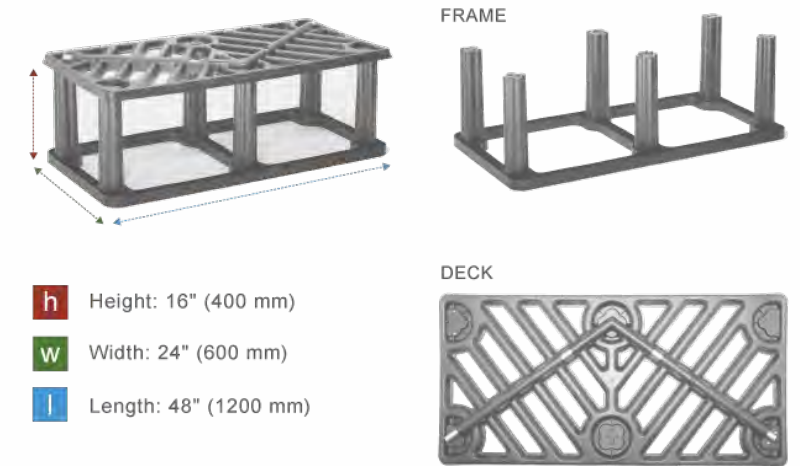 FRAME
DECK
h Height: 16" (400 mm)
w Width: 24" (600 mm)
l Length: 48" (1200 mm)